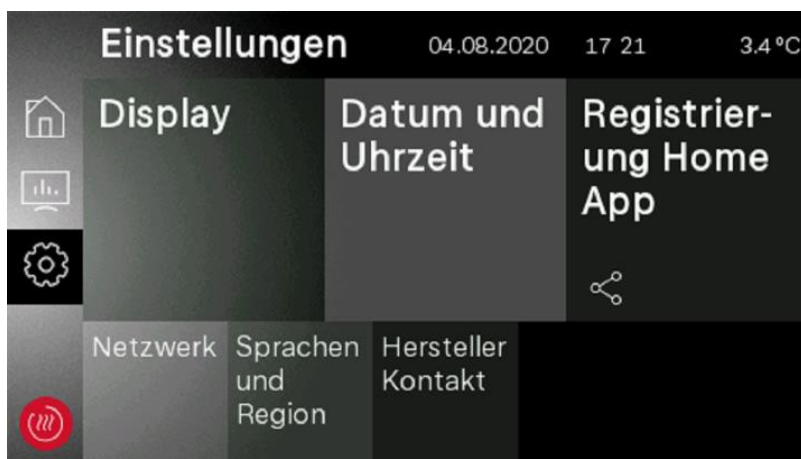 Einstellungen 04.08.2020 17 21 3.4 °C
Display
Datum und
Uhrzeit
Registrier-
ung Home
App
Netzwerk
Sprachen
und
Region
Hersteller
Kontakt